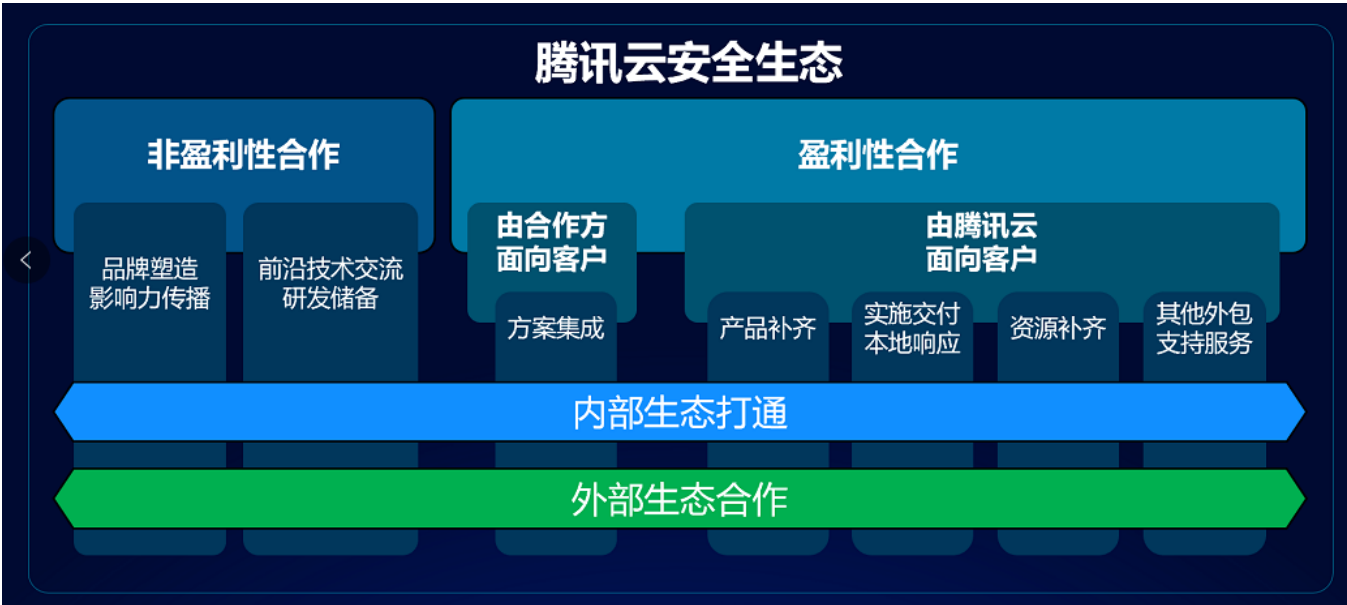 腾讯云安全生态
非盈利性合作
盈利性合作
品牌塑造
影响力传播
前沿技术交流
研发储备
由合作方
面向客户
方案集成
由腾讯云
面向客户
产品补齐
实施交付
本地响应
资源补齐
其他外包
支持服务
内部生态打通
外部生态合作